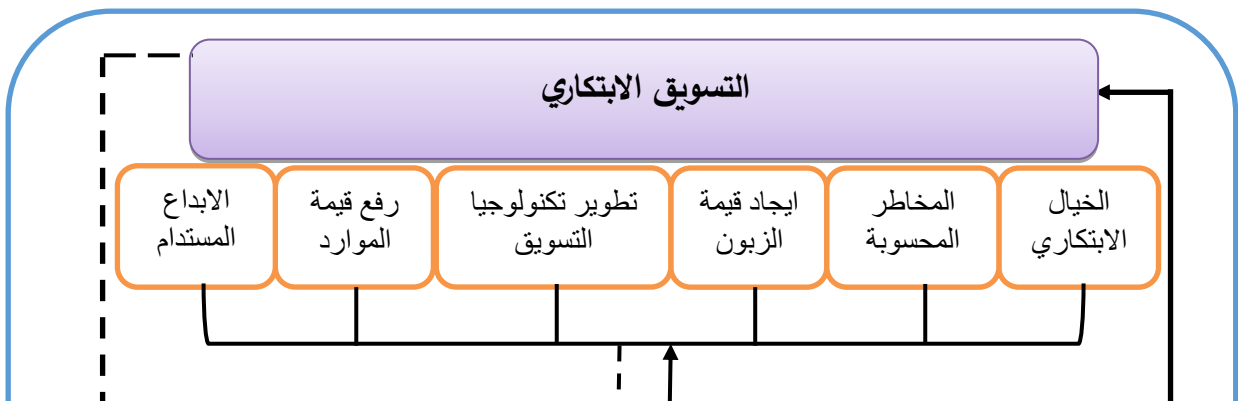 التسويق الابتكاري
الخيال
الابتكاري
المخاطر
المحسوبة
ايجاد قيمة
الزبون
تطوير تكنولوجيا
التسويق
رفع قيمة
الموارد
الابداع
المستدام